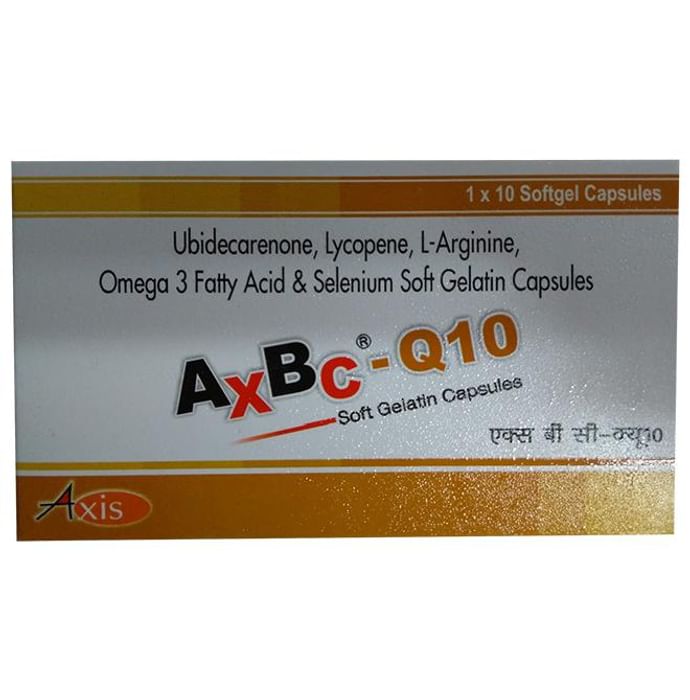 1 x 10 Softgel Capsules
Ubidecarenone, Lycopene, L-Arginine,
Omega 3 Fatty Acid & Selenium Soft Gelatin Capsules
AxBc®-Q10
Soft Gelatin Capsules
एक्स बी सी-क्यू10
Axis